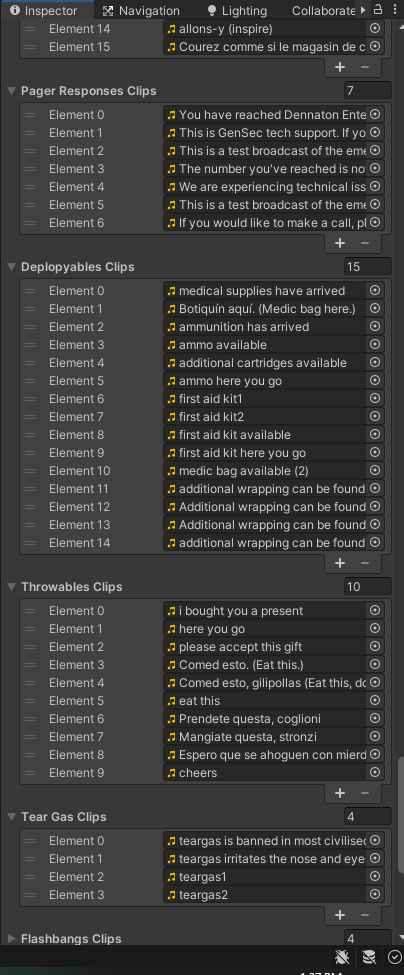 Inspector Navigation Lighting Collaborate
Element 14 allons-y (inspire)
Element 15 Courez comme si le magasin de c
+ −
Pager Responses Clips 7
Element 0 You have reached Dennaton Ente
Element 1 This is GenSec tech support. If yo
Element 2 This is a test broadcast of the eme
Element 3 The number you've reached is no
Element 4 We are experiencing technical iss
Element 5 This is a test broadcast of the eme
Element 6 If you would like to make a call, pl
+ −
Deplopyables Clips 15
Element 0 medical supplies have arrived
Element 1 Botiquín aquí. (Medic bag here.)
Element 2 ammunition has arrived
Element 3 ammo available
Element 4 additional cartridges available
Element 5 ammo here you go
Element 6 first aid kit1
Element 7 first aid kit2
Element 8 first aid kit available
Element 9 first aid kit here you go
Element 10 medic bag available (2)
Element 11 additional wrapping can be found
Element 12 Additional wrapping can be found
Element 13 Additional wrapping can be found
Element 14 additional wrapping can be found
+ −
Throwables Clips 10
Element 0 i bought you a present
Element 1 here you go
Element 2 please accept this gift
Element 3 Comed esto. (Eat this.)
Element 4 Comed esto, gilipollas (Eat this, do
Element 5 eat this
Element 6 Prendete questa, coglioni
Element 7 Mangiate questa, stronzi
Element 8 Espero que se ahoguen con mierd
Element 9 cheers
+ −
Tear Gas Clips 4
Element 0 teargas is banned in most civilised
Element 1 teargas irritates the nose and eye
Element 2 teargas1
Element 3 teargas2
+ −
Flashbangs Clips 4